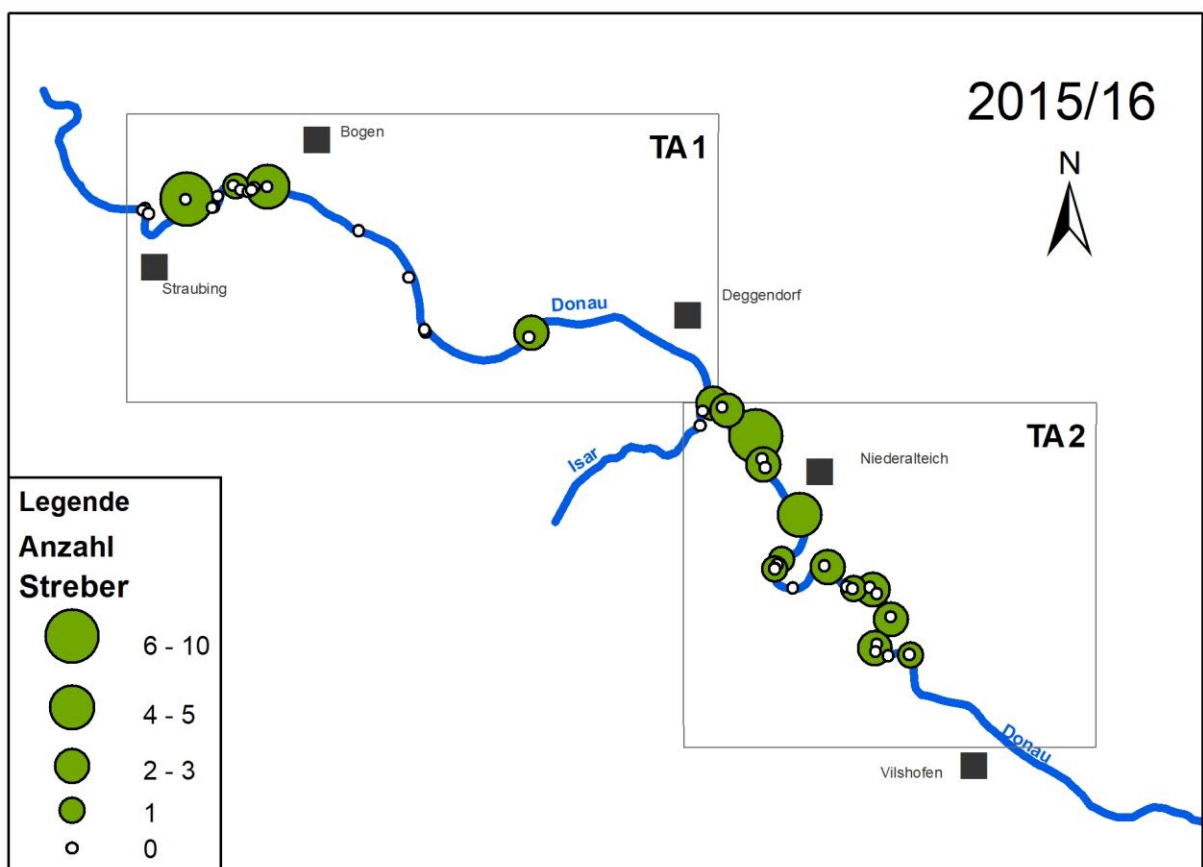 2015/16
N
Bogen
TA 1
Straubing
Donau
Deggendorf
TA 2
Isar
Niederalteich
Donau
Vilshofen
Legende
Anzahl
Streber
6 - 10
4 - 5
2 - 3
1
0